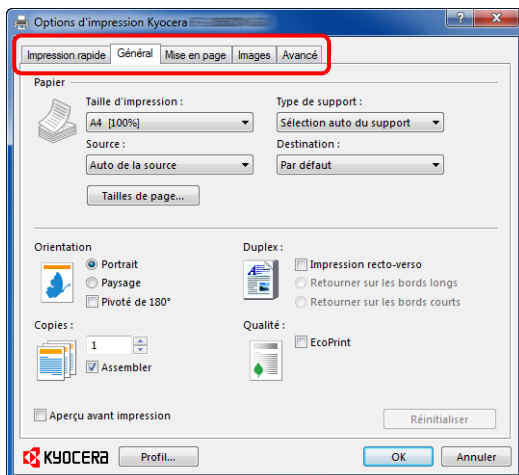 Options d'impression Kyocera
Impression rapide Général Mise en page Images Avancé
Papier
Taille d'impression : Type de support :
A4 [100%] Sélection auto du support
Source : Destination :
Auto de la source Par défaut
Tailles de page...
Orientation Duplex :
Portrait Impression recto-verso
Paysage Retourner sur les bords longs
Pivoté de 180° Retourner sur les bords courts
Copies : Qualité :
1 EcoPrint
Assembler
Aperçu avant impression Réinitialiser
KYOCERA Profil... OK Annuler